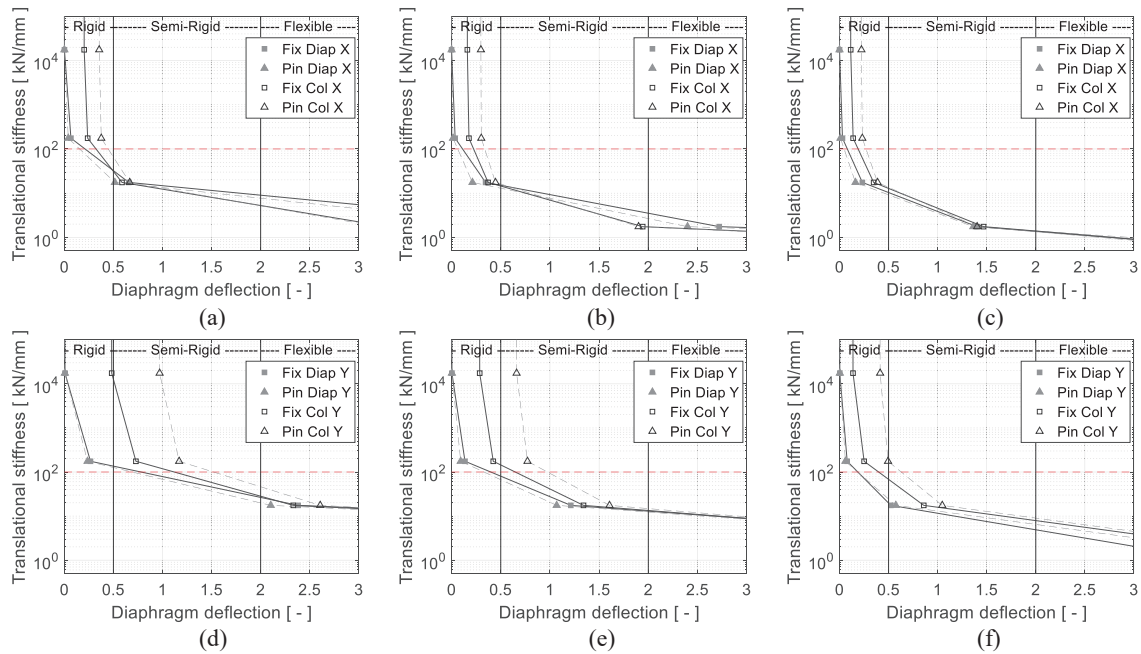 Rigid Semi-Rigid Flexible
Translational stiffness [ kN/mm ]
10^4
10^2
10^0
Fix Diap X
Pin Diap X
Fix Col X
Pin Col X
0 0.5 1 1.5 2 2.5 3
Diaphragm deflection [ - ]
(a)
Rigid Semi-Rigid Flexible
Translational stiffness [ kN/mm ]
10^4
10^2
10^0
Fix Diap X
Pin Diap X
Fix Col X
Pin Col X
0 0.5 1 1.5 2 2.5 3
Diaphragm deflection [ - ]
(b)
Rigid Semi-Rigid Flexible
Translational stiffness [ kN/mm ]
10^4
10^2
10^0
Fix Diap X
Pin Diap X
Fix Col X
Pin Col X
0 0.5 1 1.5 2 2.5 3
Diaphragm deflection [ - ]
(c)
Rigid Semi-Rigid Flexible
Translational stiffness [ kN/mm ]
10^4
10^2
10^0
Fix Diap Y
Pin Diap Y
Fix Col Y
Pin Col Y
0 0.5 1 1.5 2 2.5 3
Diaphragm deflection [ - ]
(d)
Rigid Semi-Rigid Flexible
Translational stiffness [ kN/mm ]
10^4
10^2
10^0
Fix Diap Y
Pin Diap Y
Fix Col Y
Pin Col Y
0 0.5 1 1.5 2 2.5 3
Diaphragm deflection [ - ]
(e)
Rigid Semi-Rigid Flexible
Translational stiffness [ kN/mm ]
10^4
10^2
10^0
Fix Diap Y
Pin Diap Y
Fix Col Y
Pin Col Y
0 0.5 1 1.5 2 2.5 3
Diaphragm deflection [ - ]
(f)